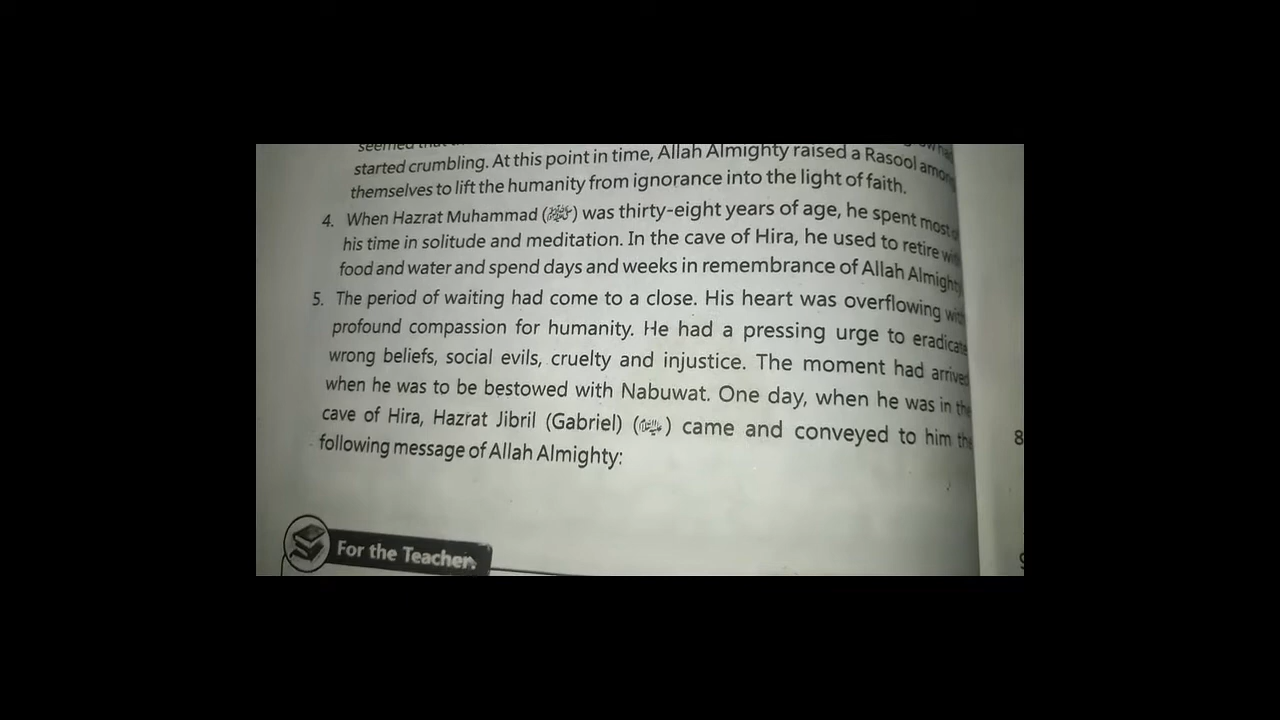 seemed that
started crumbling. At this point in time, Allah Almighty raised a Rasool among
themselves to lift the humanity from ignorance into the light of faith.
4. When Hazrat Muhammad (ﷺ) was thirty-eight years of age, he spent most of
his time in solitude and meditation. In the cave of Hira, he used to retire with
food and water and spend days and weeks in remembrance of Allah Almighty
5. The period of waiting had come to a close. His heart was overflowing with
profound compassion for humanity. He had a pressing urge to eradicate
wrong beliefs, social evils, cruelty and injustice. The moment had arrived
when he was to be bestowed with Nabuwat. One day, when he was in the
cave of Hira, Hazrat Jibril (Gabriel) ( ) came and conveyed to him the
following message of Allah Almighty:
8
For the Teacher: